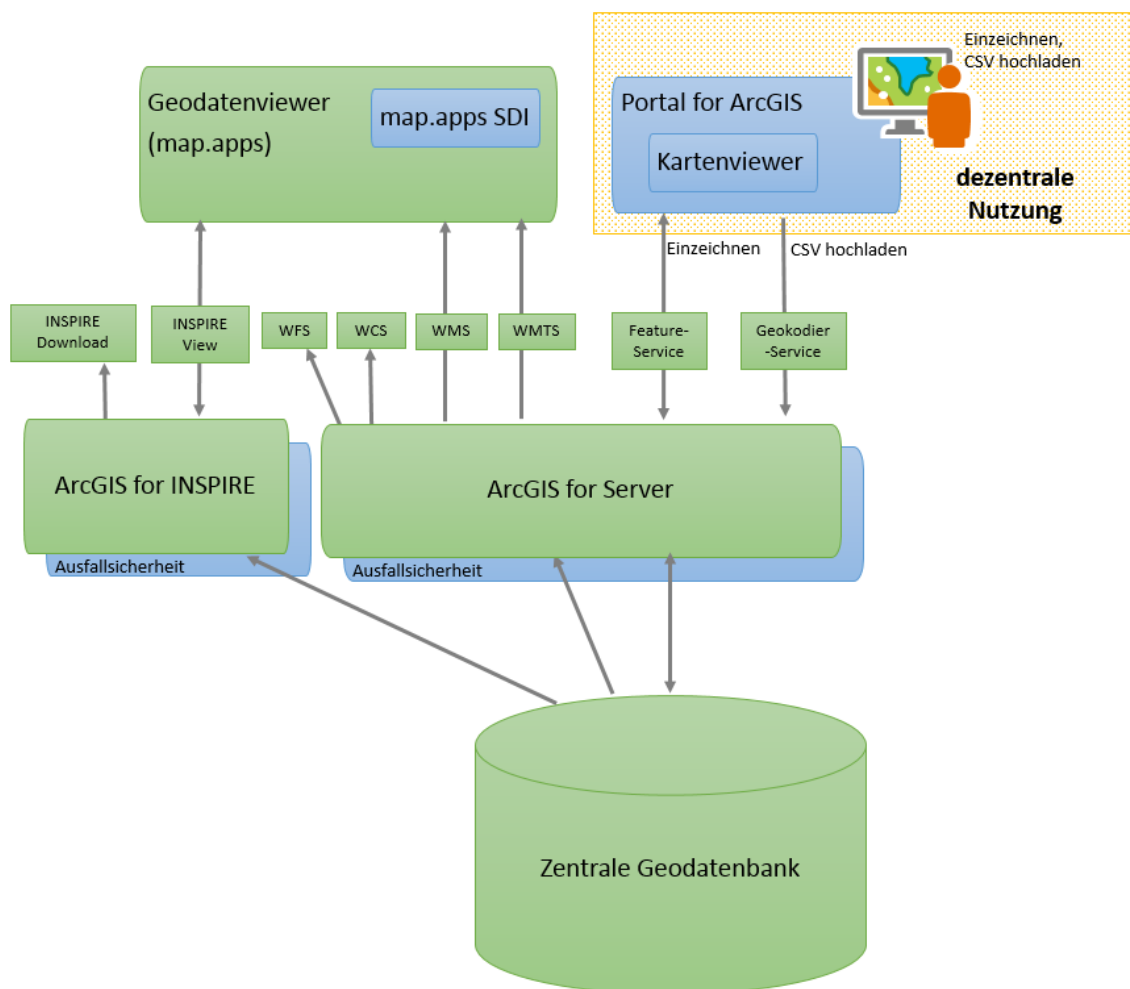 Einzeichnen,
CSV hochladen
Geodatenviewer
(map.apps)
map.apps SDI
Portal for ArcGIS
Kartenviewer
dezentrale
Nutzung
Einzeichnen
CSV hochladen
INSPIRE
Download
INSPIRE
View
WFS
WCS
WMS
WMTS
Feature-
Service
Geokodier
-Service
ArcGIS for INSPIRE
Ausfallsicherheit
ArcGIS for Server
Ausfallsicherheit
Zentrale Geodatenbank